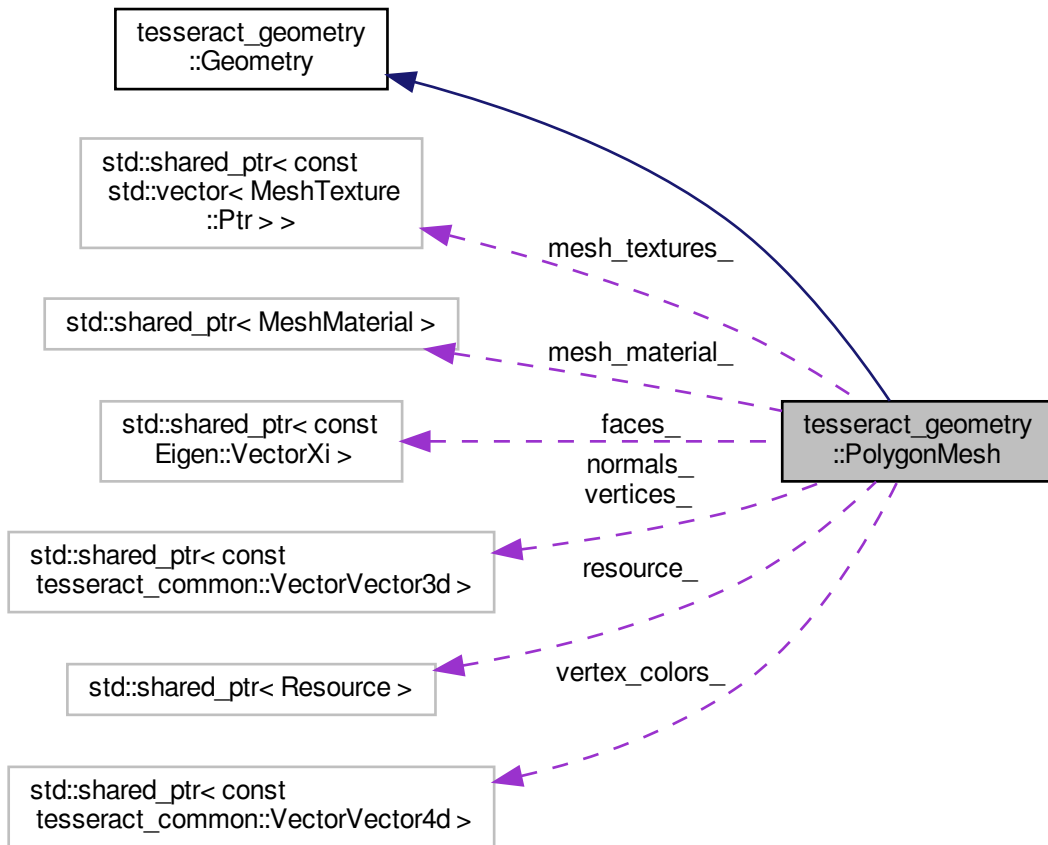 tesseract_geometry
::Geometry
std::shared_ptr< const
std::vector< MeshTexture
::Ptr > >
mesh_textures_
std::shared_ptr< MeshMaterial >
mesh_material_
std::shared_ptr< const
Eigen::VectorXi >
faces_
tesseract_geometry
::PolygonMesh
normals_
vertices_
std::shared_ptr< const
tesseract_common::VectorVector3d >
resource_
std::shared_ptr< Resource >
vertex_colors_
std::shared_ptr< const
tesseract_common::VectorVector4d >